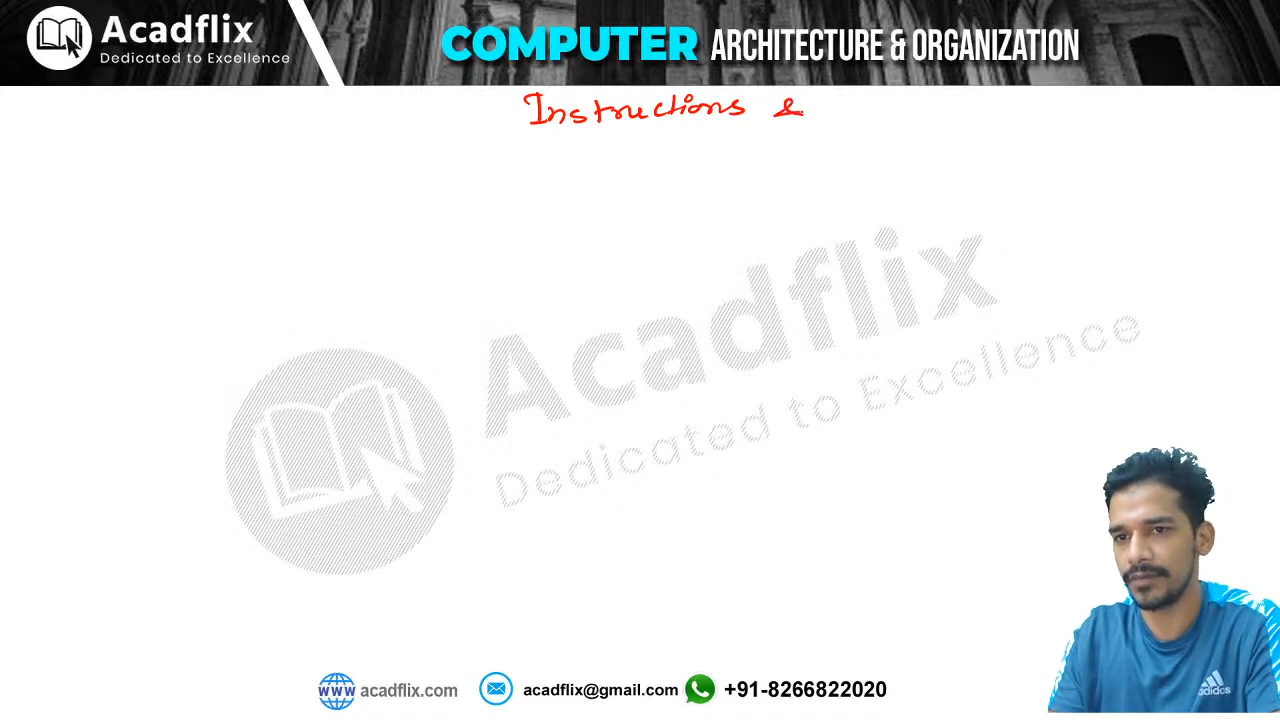 Acadflix
Dedicated to Excellence
COMPUTER ARCHITECTURE & ORGANIZATION
Instructions &
Acadflix
Dedicated to Excellence
adidas
www acadflix.com
acadflix@gmail.com
+91-8266822020